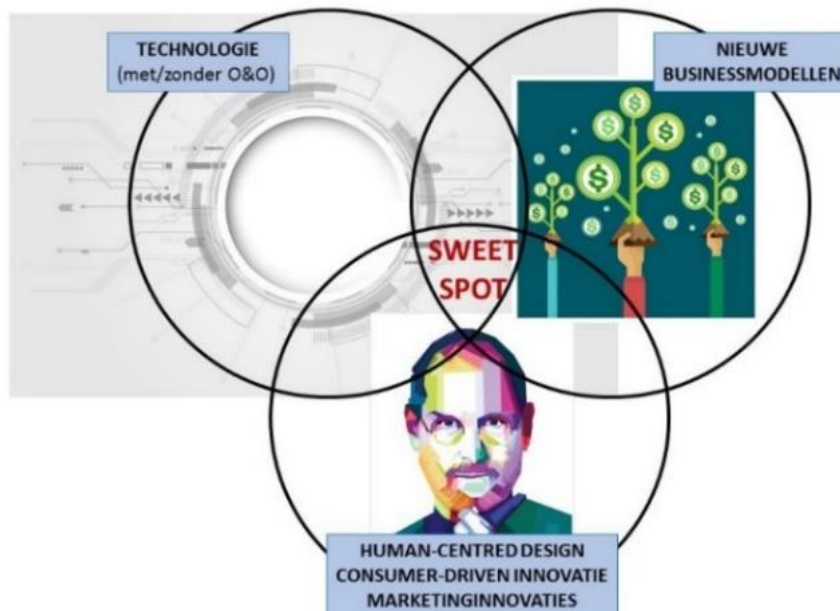 TECHNOLOGIE
(met/zonder O&O)
NIEUWE
BUSINESSMODELLEN
SWEET
SPOT
HUMAN-CENTRED DESIGN
CONSUMER-DRIVEN INNOVATIE
MARKETINGINNOVATIES